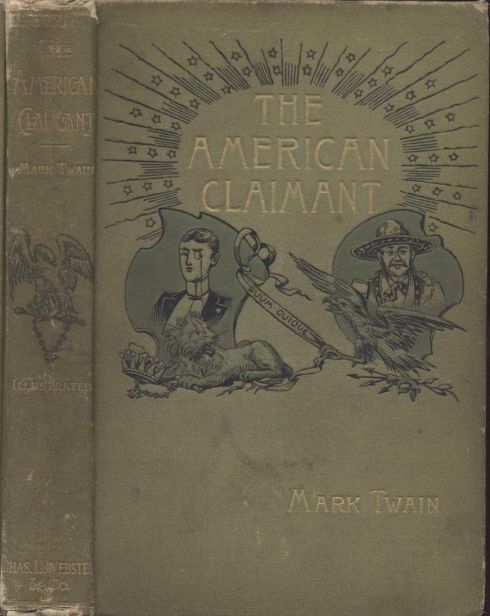 THE
AMERICAN
CLAIMANT
MARK TWAIN
ILLUSTRATED
CHAS. L. WEBSTER
& Co.
THE
AMERICAN
CLAIMANT
SUUM CUIQUE
MARK TWAIN